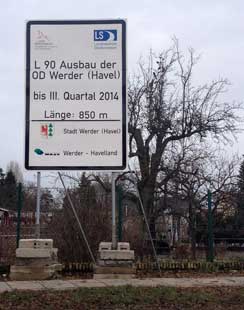 LS
L 90 Ausbau der
OD Werder (Havel)
bis III. Quartal 2014
Länge: 850 m
Stadt Werder (Havel)
Werder - Havelland